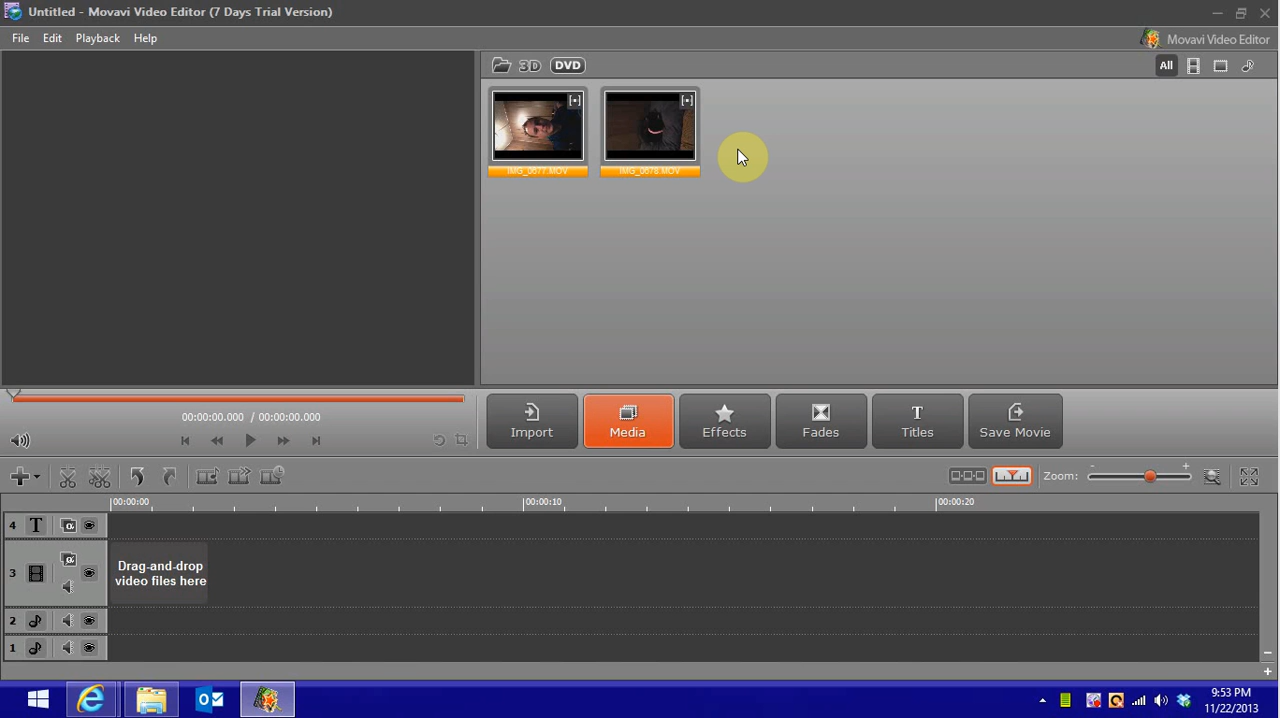 Untitled - Movavi Video Editor (7 Days Trial Version)
File Edit Playback Help
Movavi Video Editor
3D DVD
All
IMG_0677.MOV IMG_0678.MOV
00:00:00.000 / 00:00:00.000
Import Media Effects Fades Titles Save Movie
Zoom: - +
00:00:00 00:00:10 00:00:20
4 T
3 Drag-and-drop
video files here
2
1
9:53 PM
11/22/2013